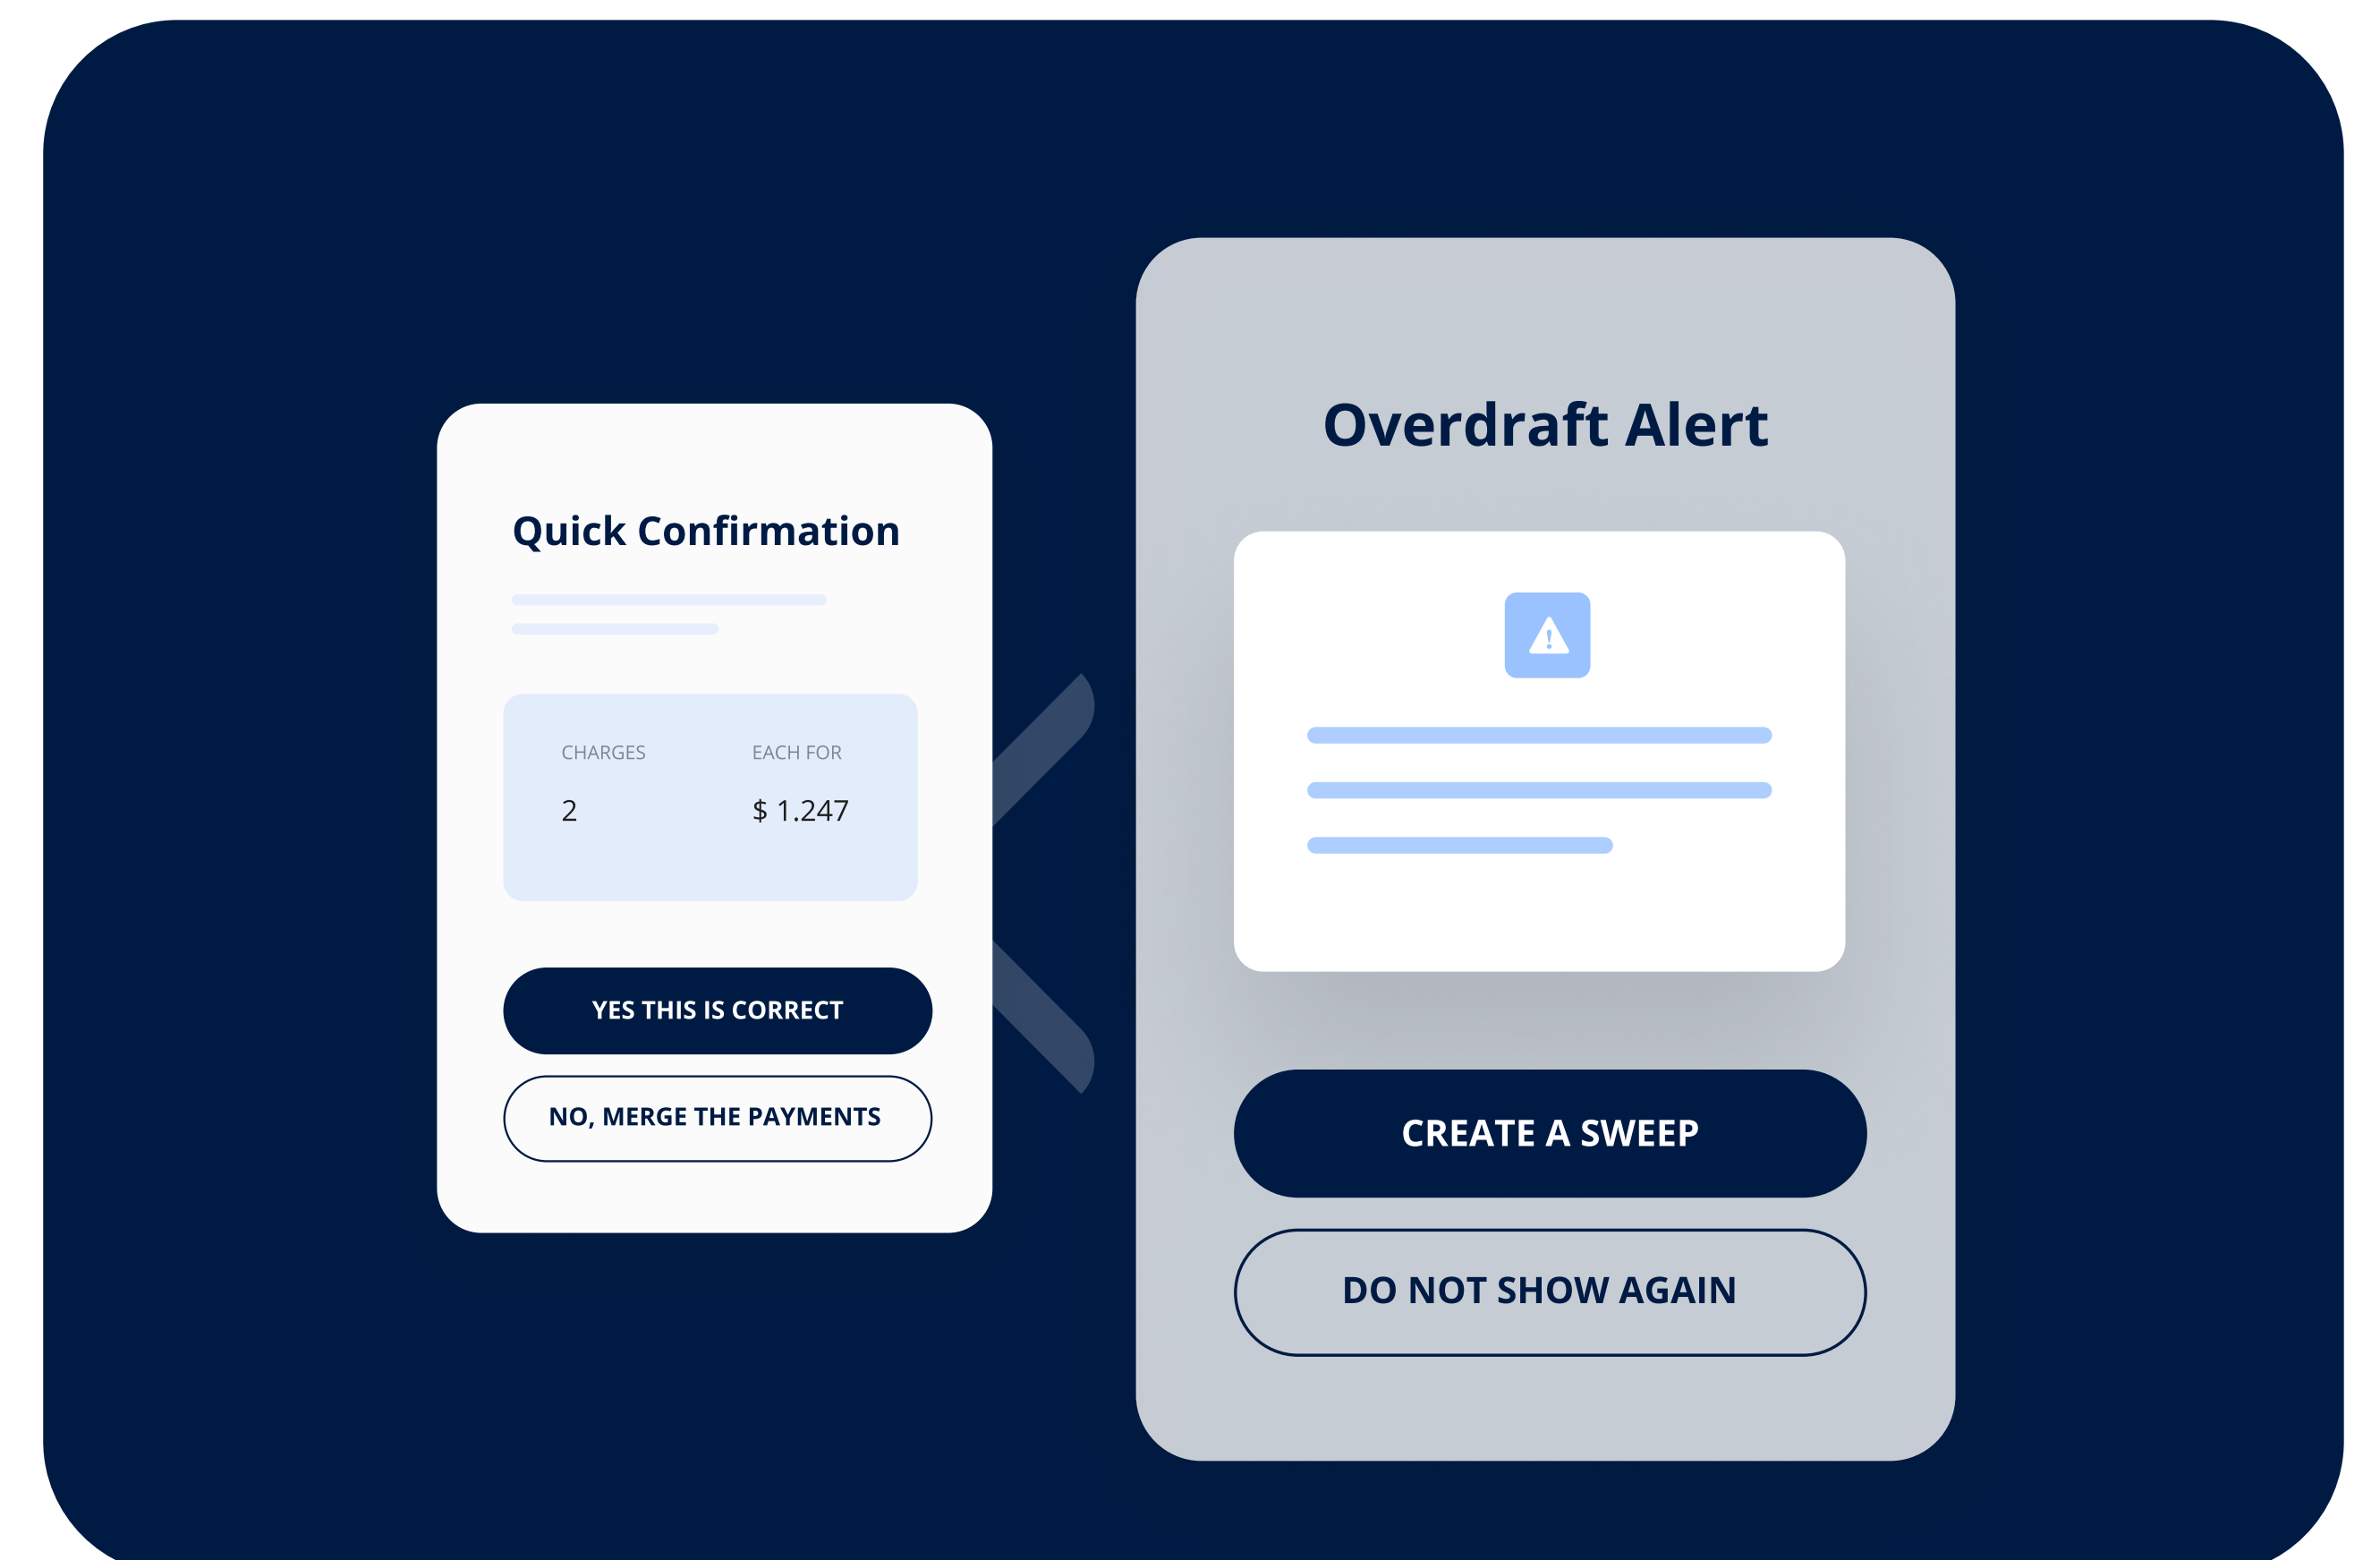 Quick Confirmation
CHARGES EACH FOR
2 $ 1.247
YES THIS IS CORRECT
NO, MERGE THE PAYMENTS
Overdraft Alert
!
CREATE A SWEEP
DO NOT SHOW AGAIN